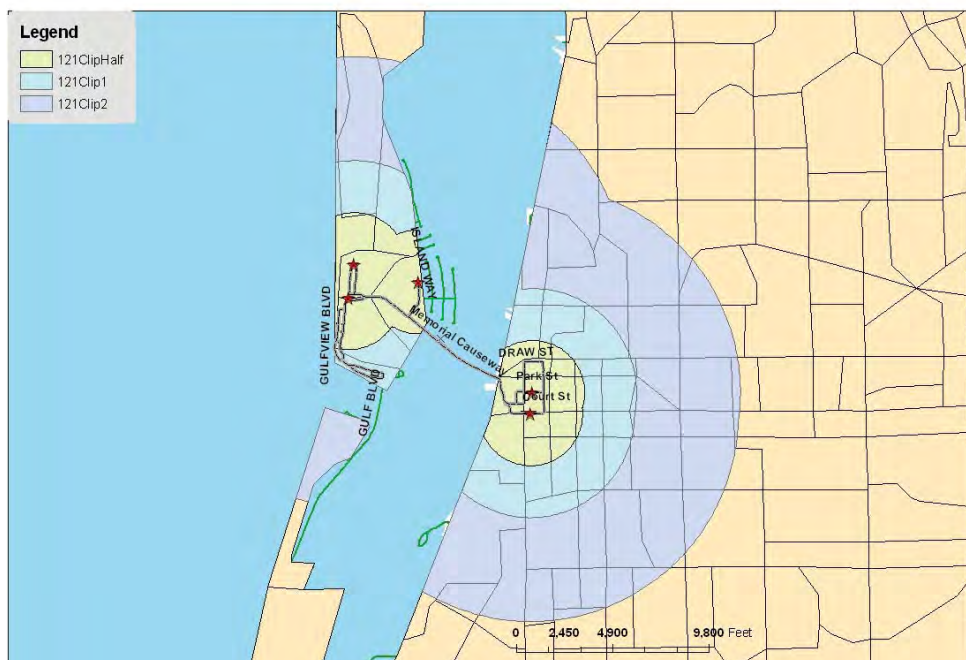 Legend
121ClipHalf
121Clip1
121Clip2
ISLAND WAY
GULFVIEW BLVD
Memorial Causeway
DRAW ST
Park St
Court St
GULF BLVD
0 2,450 4,900 9,800 Feet